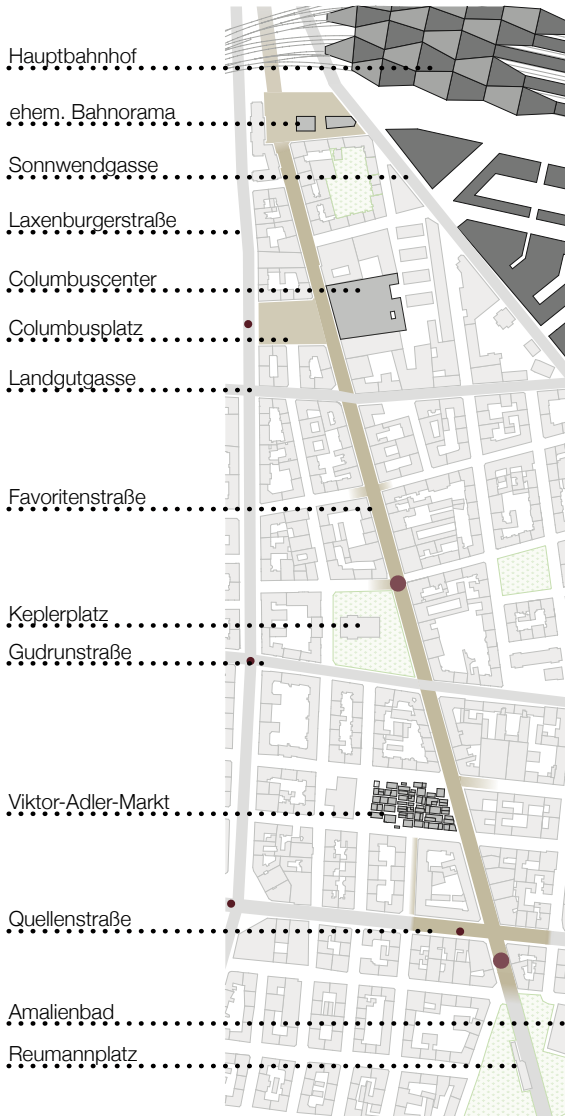 Hauptbahnhof
ehem. Bahnorama
Sonnwendgasse
Laxenburgerstraße
Columbuscenter
Columbusplatz
Landgutgasse
Favoritenstraße
Keplerplatz
Gudrunstraße
Viktor-Adler-Markt
Quellenstraße
Amalienbad
Reumannplatz